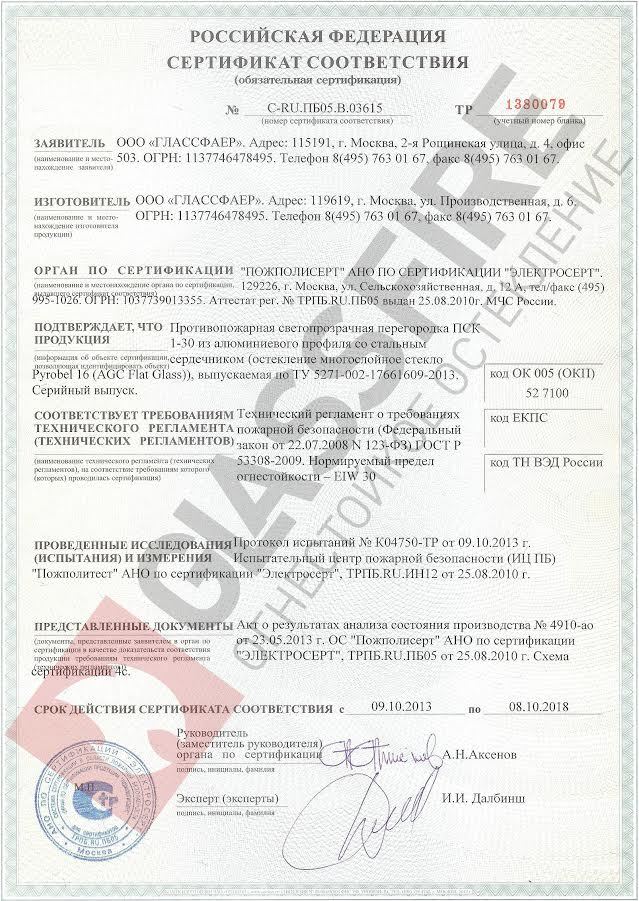 РОССИЙСКАЯ ФЕДЕРАЦИЯ
СЕРТИФИКАТ СООТВЕТСТВИЯ
(обязательная сертификация)
№ C-RU.ПБ05.В.03615 ТР 1380079
(номер сертификата соответствия) (учетный номер бланка)
ЗАЯВИТЕЛЬ ООО «ГЛАССФАЕР». Адрес: 115191, г. Москва, 2-я Рощинская улица, д. 4, офис
(наименование и место-нахождение заявителя) 503. ОГРН: 1137746478495. Телефон 8(495) 763 01 67, факс 8(495) 763 01 67.
ИЗГОТОВИТЕЛЬ ООО «ГЛАССФАЕР». Адрес: 119619, г. Москва, ул. Производственная, д. 6.
(наименование и место-нахождение изготовителя продукции) ОГРН: 1137746478495. Телефон 8(495) 763 01 67, факс 8(495) 763 01 67.
ОРГАН ПО СЕРТИФИКАЦИИ "ПОЖПОЛИСЕРТ" АНО ПО СЕРТИФИКАЦИИ "ЭЛЕКТРОСЕРТ".
(наименование и местонахождение органа по сертификации, выдавшего сертификат соответствия) 129226, г. Москва, ул. Сельскохозяйственная, д. 12 А, тел/факс (495)
995-1026. ОГРН: 1037739013355. Аттестат рег. № ТРПБ.RU.ПБ05 выдан 25.08.2010г. МЧС России.
ПОДТВЕРЖДАЕТ, ЧТО Противопожарная светопрозрачная перегородка ПСК
ПРОДУКЦИЯ 1-30 из алюминиевого профиля со стальным
(информация об объекте сертификации, позволяющая идентифицировать объект) сердечником (остекление многослойное стекло
Pyrobel 16 (AGC Flat Glass)), выпускаемая по ТУ 5271-002-17661609-2013.
Серийный выпуск.
код ОК 005 (ОКП)
52 7100
СООТВЕТСТВУЕТ ТРЕБОВАНИЯМ Технический регламент о требованиях
ТЕХНИЧЕСКОГО РЕГЛАМЕНТА пожарной безопасности (Федеральный
(ТЕХНИЧЕСКИХ РЕГЛАМЕНТОВ) закон от 22.07.2008 N 123-ФЗ) ГОСТ Р
(наименование технического регламента (технических регламентов), на соответствие требованиям которого (которых) проводилась сертификация) 53308-2009. Нормируемый предел
огнестойкости – EIW 30
код ЕКПС
код ТН ВЭД России
ПРОВЕДЕННЫЕ ИССЛЕДОВАНИЯ Протокол испытаний № К04750-ТР от 09.10.2013 г.
(ИСПЫТАНИЯ) И ИЗМЕРЕНИЯ Испытательный центр пожарной безопасности (ИЦ ПБ)
"Пожполитест" АНО по сертификации "Электросерт", ТРПБ.RU.ИН12 от 25.08.2010 г.
ПРЕДСТАВЛЕННЫЕ ДОКУМЕНТЫ Акт о результатах анализа состояния производства № 4910-ао
(документы, представленные заявителем в орган по сертификации в качестве доказательств соответствия продукции требованиям технического регламента (технических регламентов)) от 23.05.2013 г. ОС "Пожполисерт" АНО по сертификации
"ЭЛЕКТРОСЕРТ", ТРПБ.RU.ПБ05 от 25.08.2010 г. Схема
сертификации 4с.
СРОК ДЕЙСТВИЯ СЕРТИФИКАТА СООТВЕТСТВИЯ с 09.10.2013 по 08.10.2018
Руководитель
(заместитель руководителя)
органа по сертификации А.Н.Аксенов
подпись, инициалы, фамилия
Эксперт (эксперты) И.И. Далбинш
подпись, инициалы, фамилия
М.П.
АНО ПО СЕРТИФИКАЦИИ "ЭЛЕКТРОСЕРТ"
для сертификатов
ТРПБ.RU.ПБ05
Москва
GLASSFIRE
ОГНЕСТОЙКОЕ ОСТЕКЛЕНИЕ